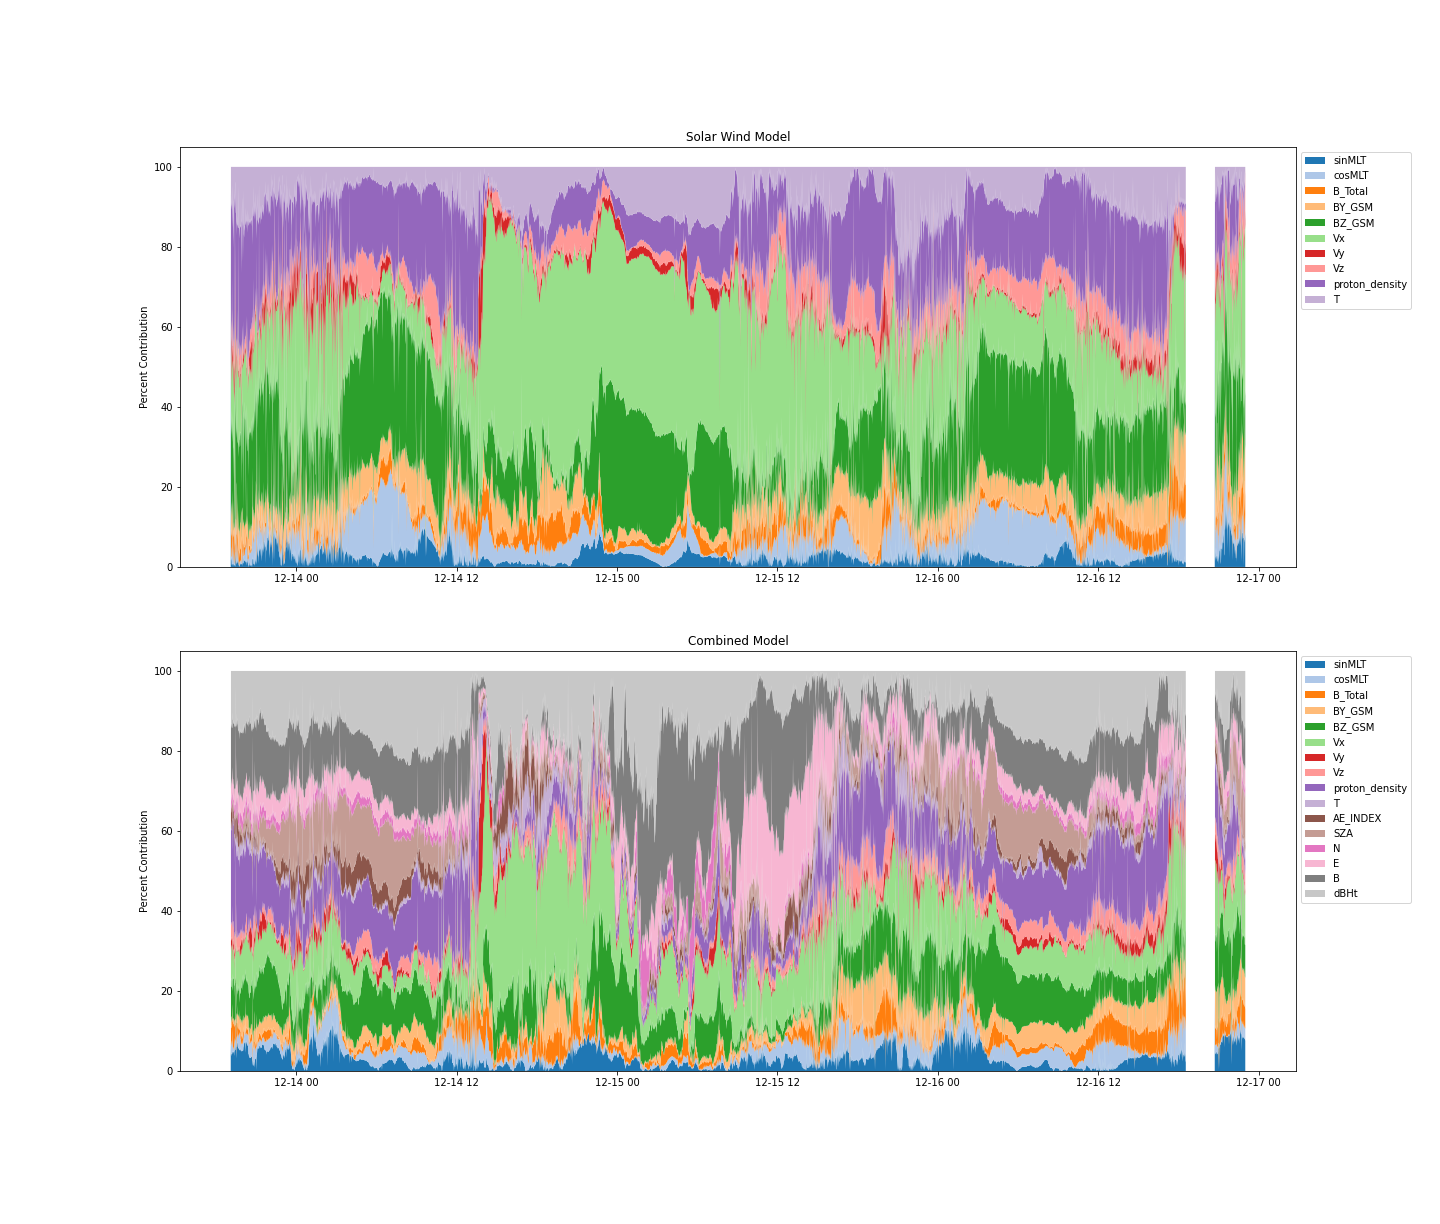 Solar Wind Model
Percent Contribution
100
80
60
40
20
0
12-14 00
12-14 12
12-15 00
12-15 12
12-16 00
12-16 12
12-17 00
sinMLT
cosMLT
B_Total
BY_GSM
BZ_GSM
Vx
Vy
Vz
proton_density
T
Combined Model
Percent Contribution
100
80
60
40
20
0
12-14 00
12-14 12
12-15 00
12-15 12
12-16 00
12-16 12
12-17 00
sinMLT
cosMLT
B_Total
BY_GSM
BZ_GSM
Vx
Vy
Vz
proton_density
T
AE_INDEX
SZA
N
E
B
dBHt